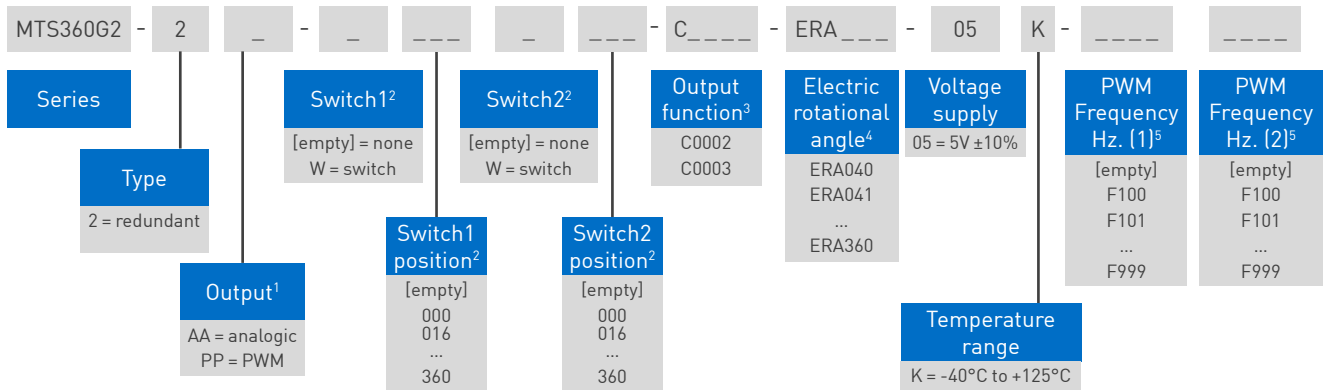 MTS360G2 - 2 _ - _ _ _ _ _ _ _ _ - C_ _ _ _ - ERA _ _ _ - 05 K - _ _ _ _ _ _ _ _
Series
Type
2 = redundant
Output¹
AA = analogic
PP = PWM
Switch1²
[empty] = none
W = switch
Switch1
position²
[empty]
000
016
...
360
Switch2²
[empty] = none
W = switch
Switch2
position²
[empty]
000
016
...
360
Output
function³
C0002
C0003
Electric
rotational
angle⁴
ERA040
ERA041
...
ERA360
Voltage
supply
05 = 5V ±10%
Temperature
range
K = -40°C to +125°C
PWM
Frequency
Hz. (1)⁵
[empty]
F100
F101
...
F999
PWM
Frequency
Hz. (2)⁵
[empty]
F100
F101
...
F999